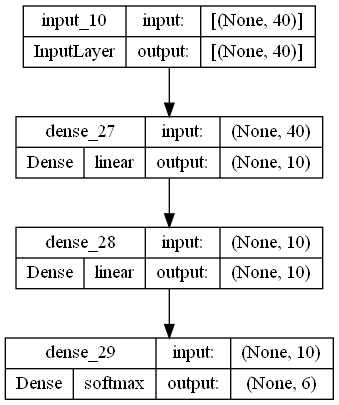 input_10 input: [(None, 40)]
InputLayer output: [(None, 40)]
dense_27 input: (None, 40)
Dense linear output: (None, 10)
dense_28 input: (None, 10)
Dense linear output: (None, 10)
dense_29 input: (None, 10)
Dense softmax output: (None, 6)